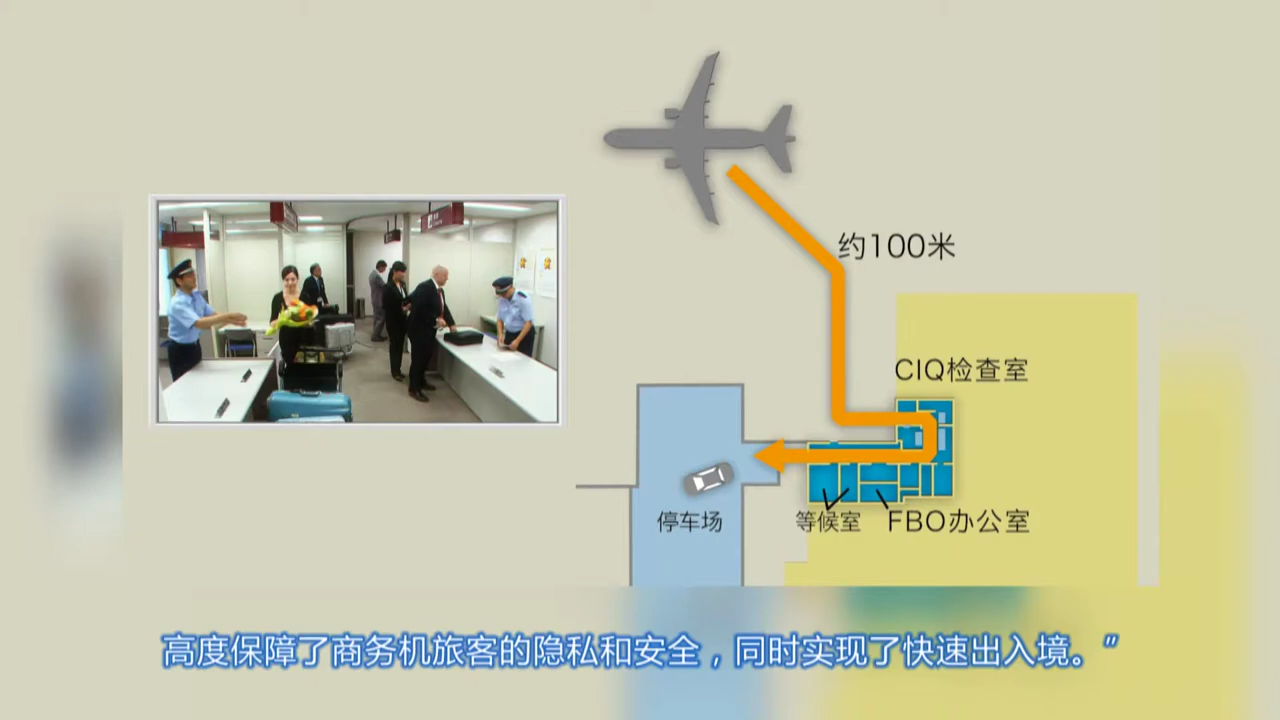 约100米
CIQ检查室
停车场
等候室
FBO办公室
高度保障了商务机旅客的隐私和安全，同时实现了快速出入境。”